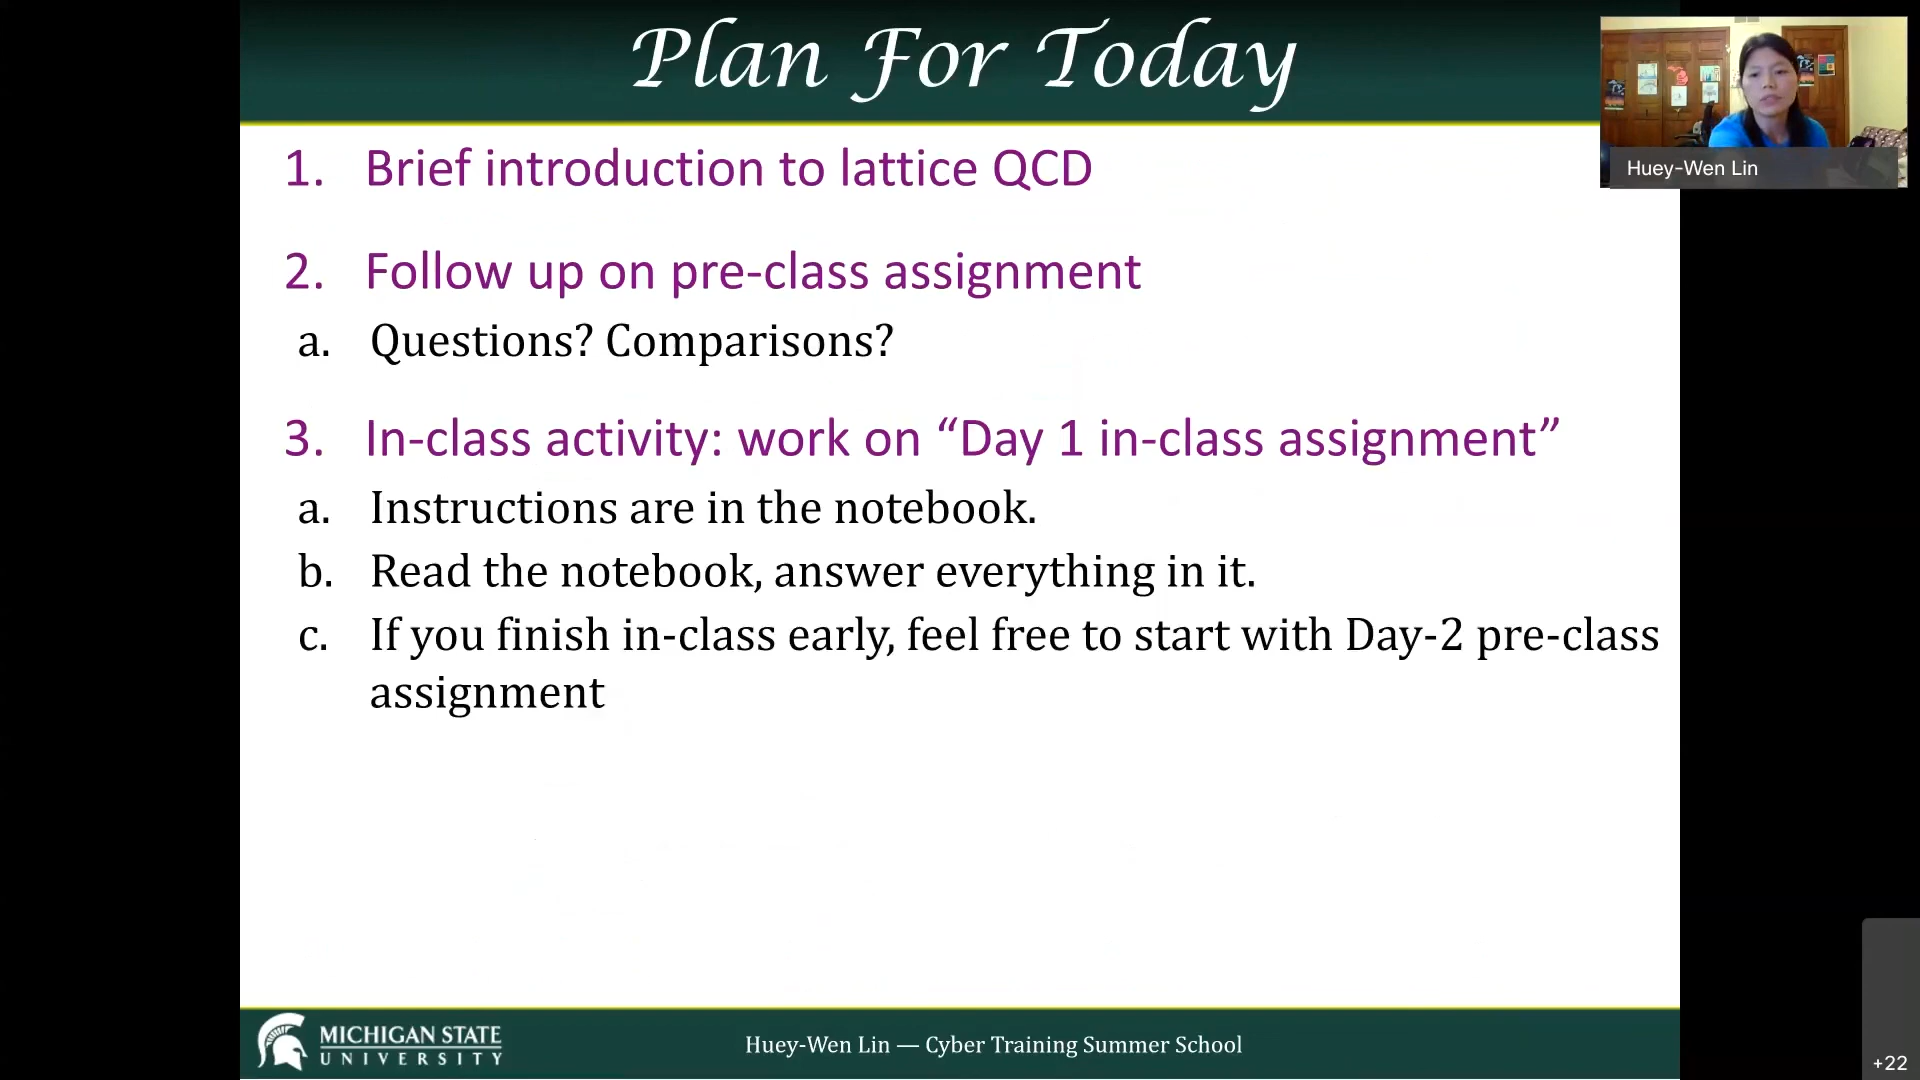 Plan For Today
Huey-Wen Lin
1. Brief introduction to lattice QCD
2. Follow up on pre-class assignment
a. Questions? Comparisons?
3. In-class activity: work on “Day 1 in-class assignment”
a. Instructions are in the notebook.
b. Read the notebook, answer everything in it.
c. If you finish in-class early, feel free to start with Day-2 pre-class
assignment
MICHIGAN STATE
UNIVERSITY
Huey-Wen Lin — Cyber Training Summer School
+22